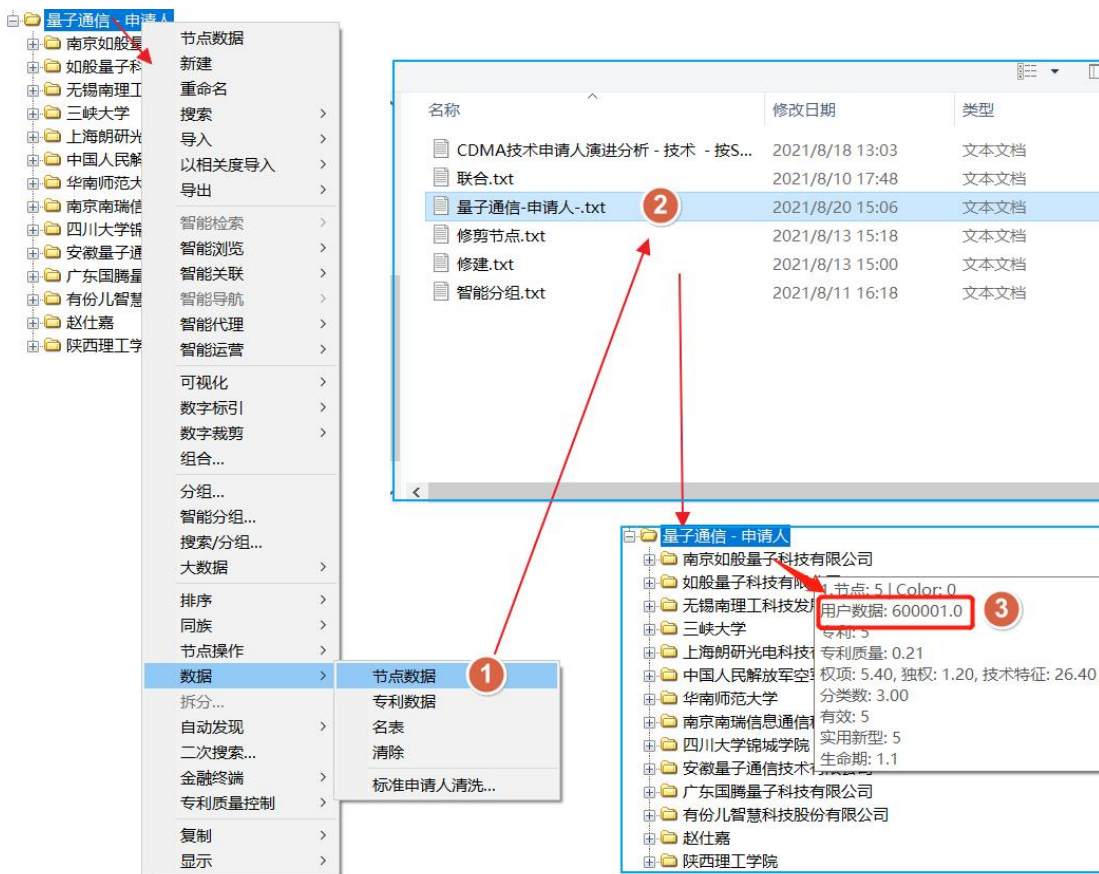 量子通信 - 申请人
南京如般量
如般量子科
无锡南理工
三峡大学
上海朗研光
中国人民解
华南师范大
南京南瑞信
四川大学锦
安徽量子通
广东国腾量
有份儿智慧
赵仕嘉
陕西理工学
节点数据
新建
重命名
搜索
导入
以相关度导入
导出
智能检索
智能浏览
智能关联
智能导航
智能代理
智能运营
可视化
数字标引
数字裁剪
组合...
分组...
智能分组...
搜索/分组...
大数据
排序
同族
节点操作
数据
拆分...
自动发现
二次搜索...
金融终端
专利质量控制
复制
显示
节点数据 1
专利数据
名表
清除
标准申请人清洗...
名称 修改日期 类型
CDMA技术申请人演进分析 - 技术 - 按S... 2021/8/18 13:03 文本文档
联合.txt 2021/8/10 17:48 文本文档
量子通信-申请人-.txt 2 2021/8/20 15:06 文本文档
修剪节点.txt 2021/8/13 15:18 文本文档
修建.txt 2021/8/13 15:00 文本文档
智能分组.txt 2021/8/11 16:18 文本文档
量子通信 - 申请人
南京如般量子科技有限公司
如般量子科技有限
无锡南理工科技发
三峡大学
上海朗研光电科技
中国人民解放军空
华南师范大学
南京南瑞信息通信
四川大学锦城学院
安徽量子通信技术有限公司
广东国腾量子科技有限公司
有份儿智慧科技股份有限公司
赵仕嘉
陕西理工学院
1.节点: 5 | Color: 0
用户数据: 600001.0 3
专利: 5
专利质量: 0.21
权项: 5.40, 独权: 1.20, 技术特征: 26.40
分类数: 3.00
有效: 5
实用新型: 5
生命期: 1.1